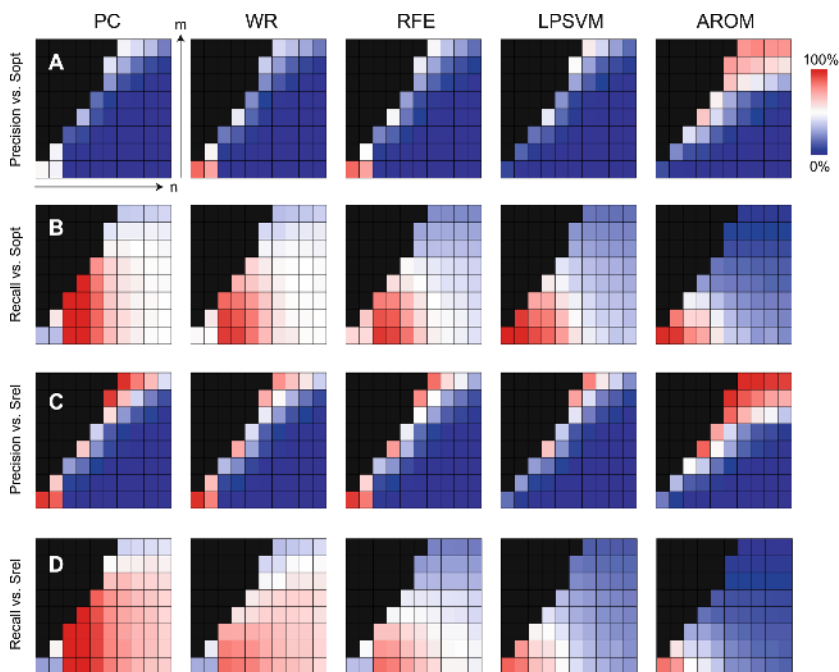 PC WR RFE LPSVM AROM
Precision vs. Sopt
A
m
n
100%
0%
Recall vs. Sopt
B
Precision vs. Srel
C
Recall vs. Srel
D